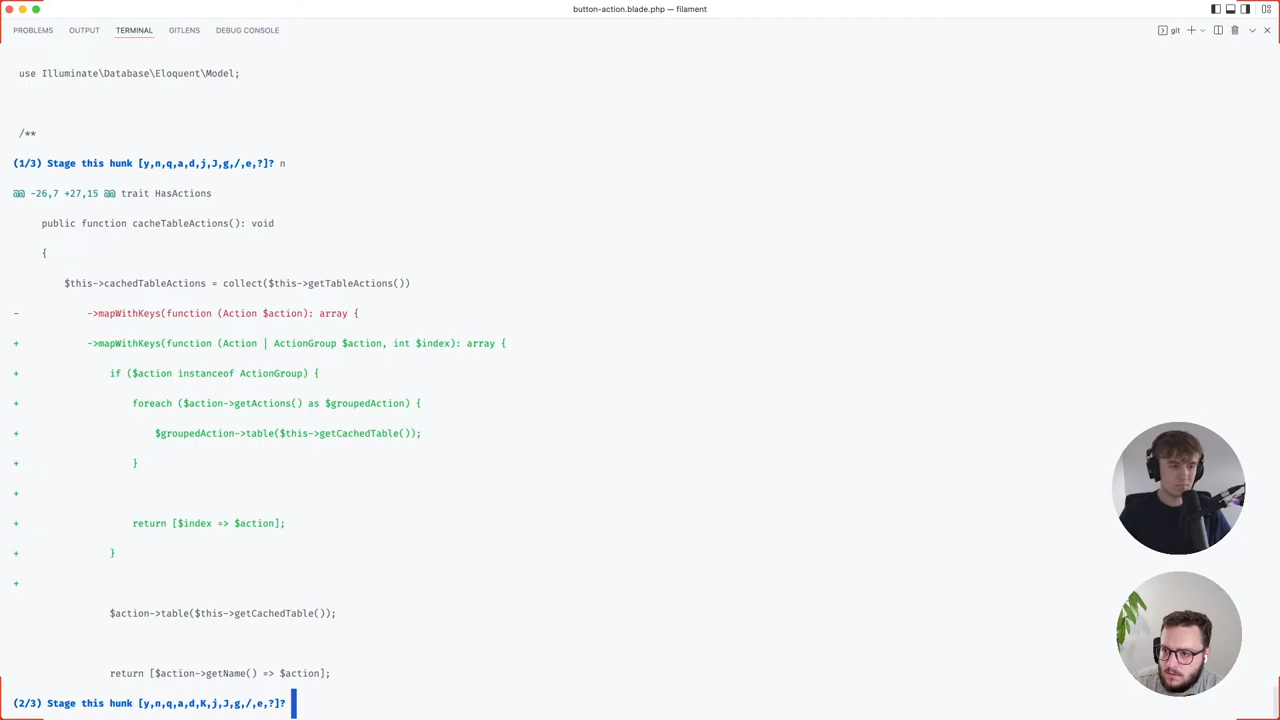 button-action.blade.php — filament
PROBLEMS OUTPUT TERMINAL GITLENS DEBUG CONSOLE git
use Illuminate\Database\Eloquent\Model;
/**
(1/3) Stage this hunk [y,n,q,a,d,j,J,g,/,e,?]? n
@@ -26,7 +27,15 @@ trait HasActions
public function cacheTableActions(): void
{
$this->cachedTableActions = collect($this->getTableActions())
- ->mapWithKeys(function (Action $action): array {
+ ->mapWithKeys(function (Action | ActionGroup $action, int $index): array {
+ if ($action instanceof ActionGroup) {
+ foreach ($action->getActions() as $groupedAction) {
+ $groupedAction->table($this->getCachedTable());
+ }
+
+ return [$index => $action];
+ }
+
$action->table($this->getCachedTable());
return [$action->getName() => $action];
(2/3) Stage this hunk [y,n,q,a,d,K,j,J,g,/,e,?]?